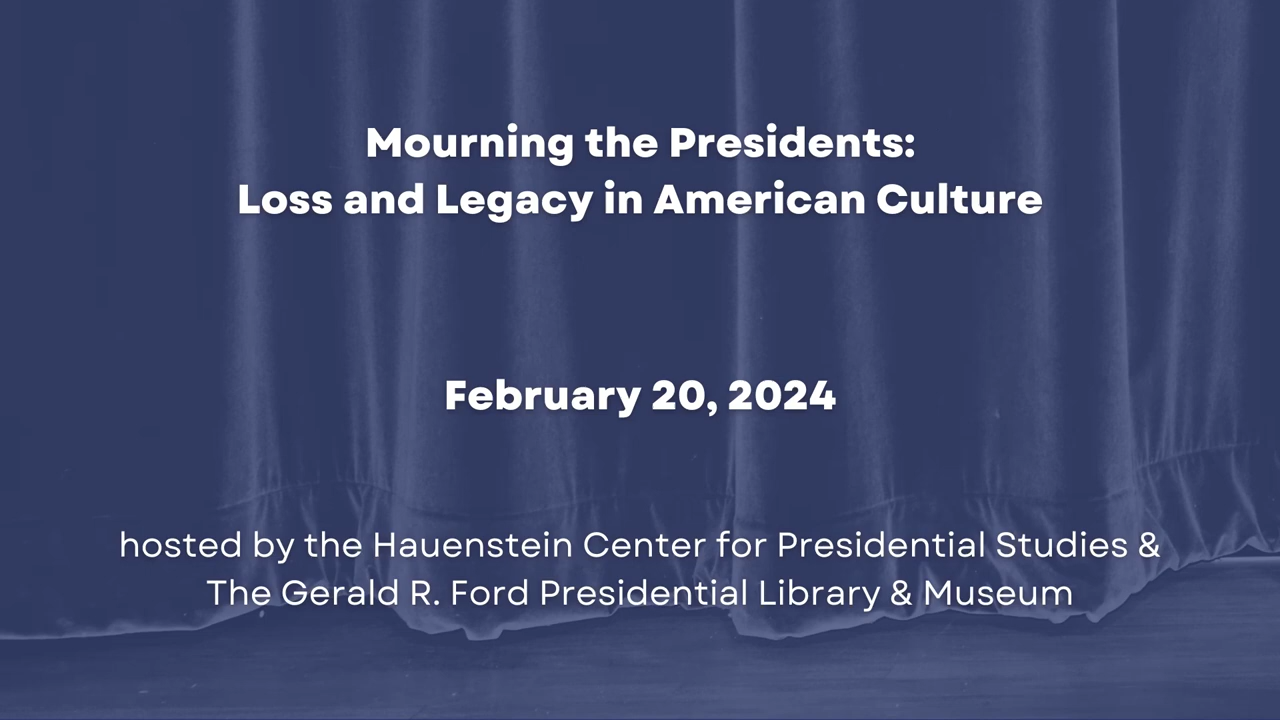 Mourning the Presidents:
Loss and Legacy in American Culture
February 20, 2024
hosted by the Hauenstein Center for Presidential Studies &
The Gerald R. Ford Presidential Library & Museum